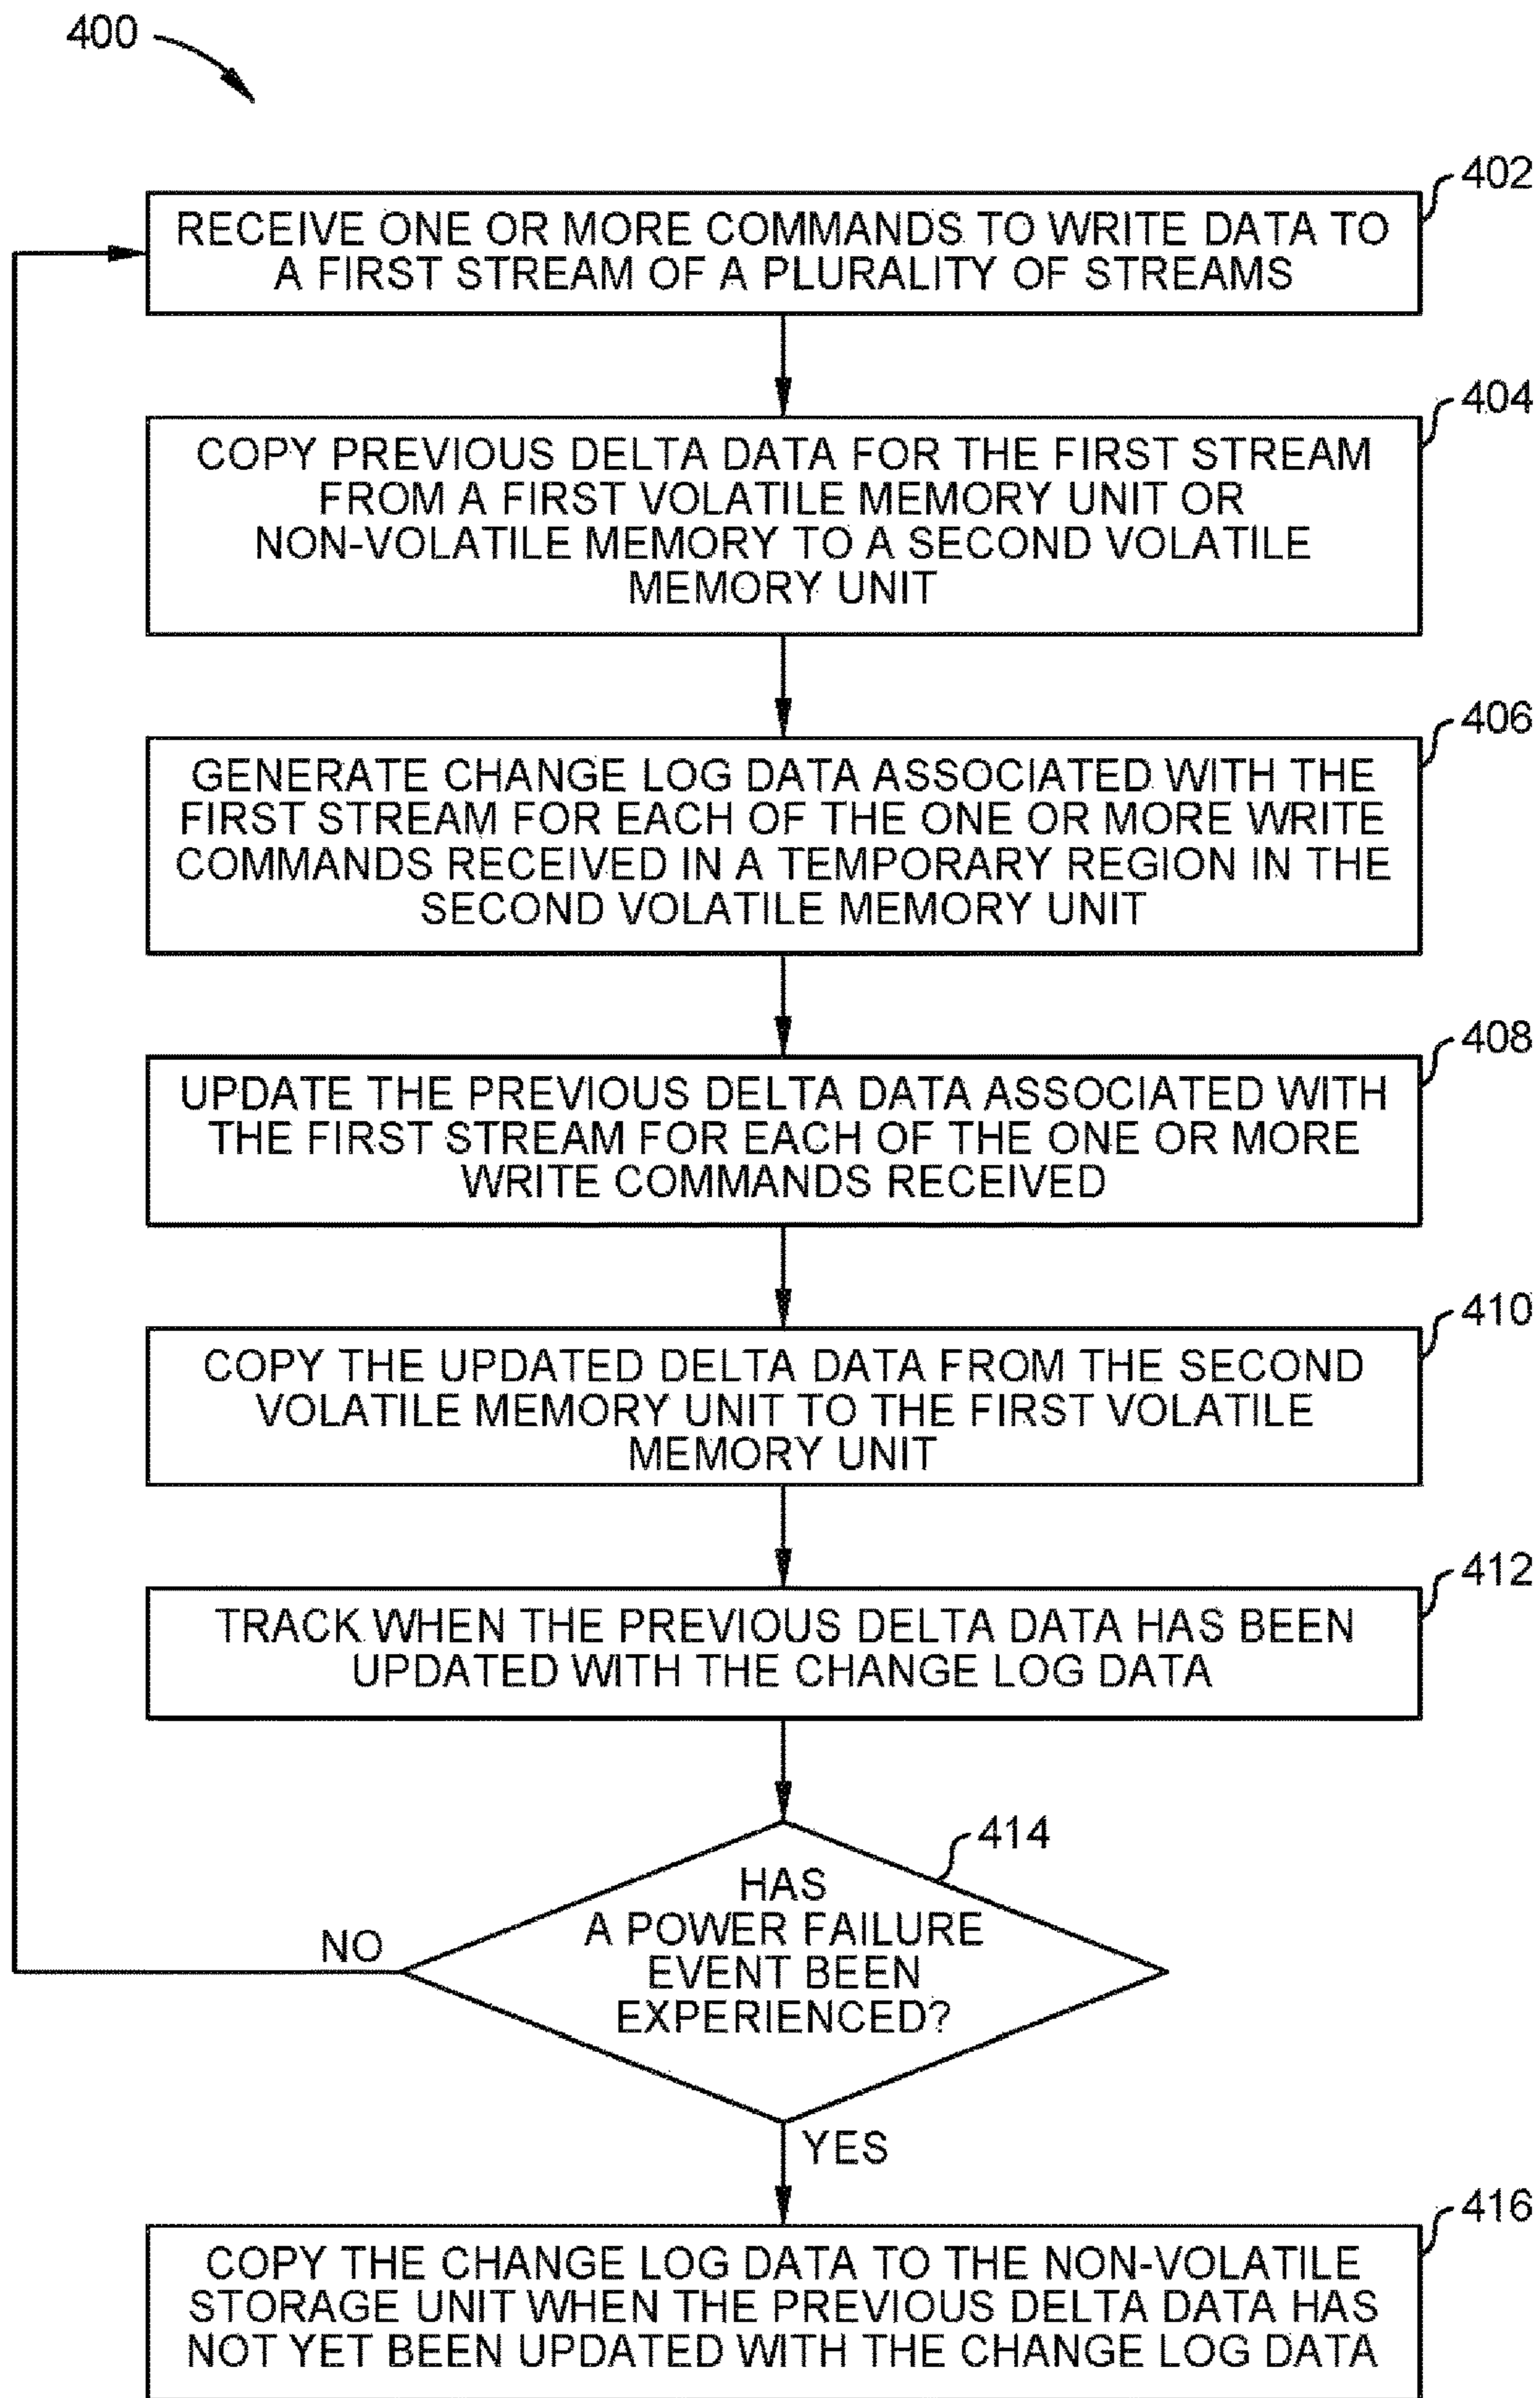 400
402
RECEIVE ONE OR MORE COMMANDS TO WRITE DATA TO
A FIRST STREAM OF A PLURALITY OF STREAMS
404
COPY PREVIOUS DELTA DATA FOR THE FIRST STREAM
FROM A FIRST VOLATILE MEMORY UNIT OR
NON-VOLATILE MEMORY TO A SECOND VOLATILE
MEMORY UNIT
406
GENERATE CHANGE LOG DATA ASSOCIATED WITH THE
FIRST STREAM FOR EACH OF THE ONE OR MORE WRITE
COMMANDS RECEIVED IN A TEMPORARY REGION IN THE
SECOND VOLATILE MEMORY UNIT
408
UPDATE THE PREVIOUS DELTA DATA ASSOCIATED WITH
THE FIRST STREAM FOR EACH OF THE ONE OR MORE
WRITE COMMANDS RECEIVED
410
COPY THE UPDATED DELTA DATA FROM THE SECOND
VOLATILE MEMORY UNIT TO THE FIRST VOLATILE
MEMORY UNIT
412
TRACK WHEN THE PREVIOUS DELTA DATA HAS BEEN
UPDATED WITH THE CHANGE LOG DATA
414
HAS
A POWER FAILURE
EVENT BEEN
EXPERIENCED?
NO
YES
416
COPY THE CHANGE LOG DATA TO THE NON-VOLATILE
STORAGE UNIT WHEN THE PREVIOUS DELTA DATA HAS
NOT YET BEEN UPDATED WITH THE CHANGE LOG DATA